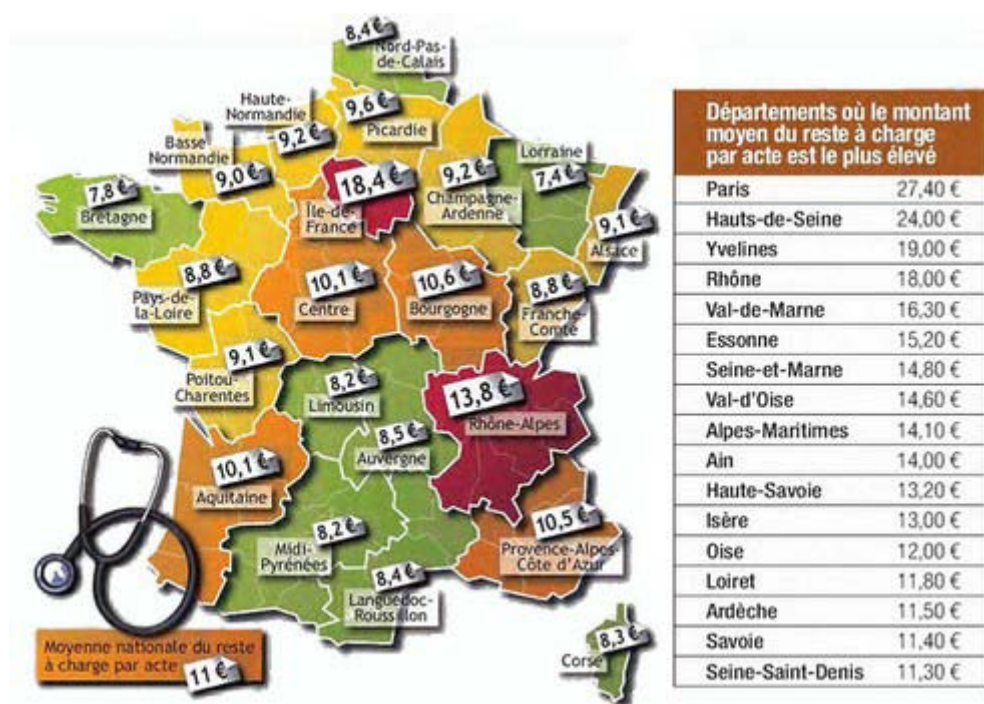 8,4 €
Nord-Pas-
de-Calais
Haute-
Normandie
9,2 €
9,6 €
Picardie
Basse
Normandie
9,0 €
18,4 €
Île-de-
France
9,2 €
Champagne-
Ardenne
Lorraine
7,4 €
9,1 €
Alsace
7,8 €
Bretagne
8,8 €
Pays-de-
la-Loire
10,1 €
Centre
10,6 €
Bourgogne
8,8 €
Franche-
Comté
9,1 €
Poitou-
Charentes
8,2 €
Limousin
8,5 €
Auvergne
13,8 €
Rhône-Alpes
10,1 €
Aquitaine
8,2 €
Midi-
Pyrénées
8,4 €
Languedoc-
Roussillon
10,5 €
Provence-Alpes-
Côte d'Azur
8,3 €
Corse
Moyenne nationale du reste
à charge par acte
11 €
Départements où le montant
moyen du reste à charge
par acte est le plus élevé
Paris 27,40 €
Hauts-de-Seine 24,00 €
Yvelines 19,00 €
Rhône 18,00 €
Val-de-Marne 16,30 €
Essonne 15,20 €
Seine-et-Marne 14,80 €
Val-d'Oise 14,60 €
Alpes-Maritimes 14,10 €
Ain 14,00 €
Haute-Savoie 13,20 €
Isère 13,00 €
Oise 12,00 €
Loiret 11,80 €
Ardèche 11,50 €
Savoie 11,40 €
Seine-Saint-Denis 11,30 €